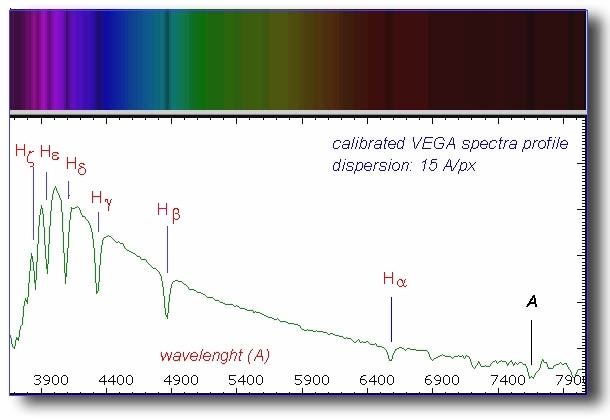 calibrated VEGA spectra profile
dispersion: 15 A/px
Hζ Hε Hδ
Hγ
Hβ
Hα
A
wavelenght (A)
3900 4400 4900 5400 5900 6400 6900 7400 7900